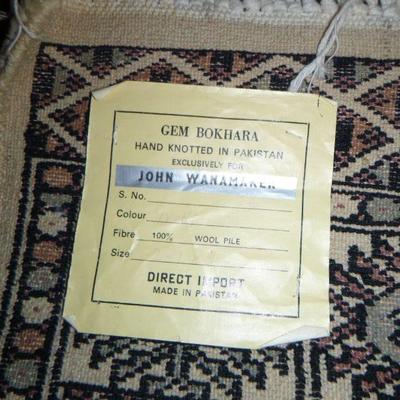 GEM BOKHARA
HAND KNOTTED IN PAKISTAN
EXCLUSIVELY FOR
JOHN WANAMAKER
S. No.
Colour
Fibre 100% WOOL PILE
Size
DIRECT IMPORT
MADE IN PAKISTAN